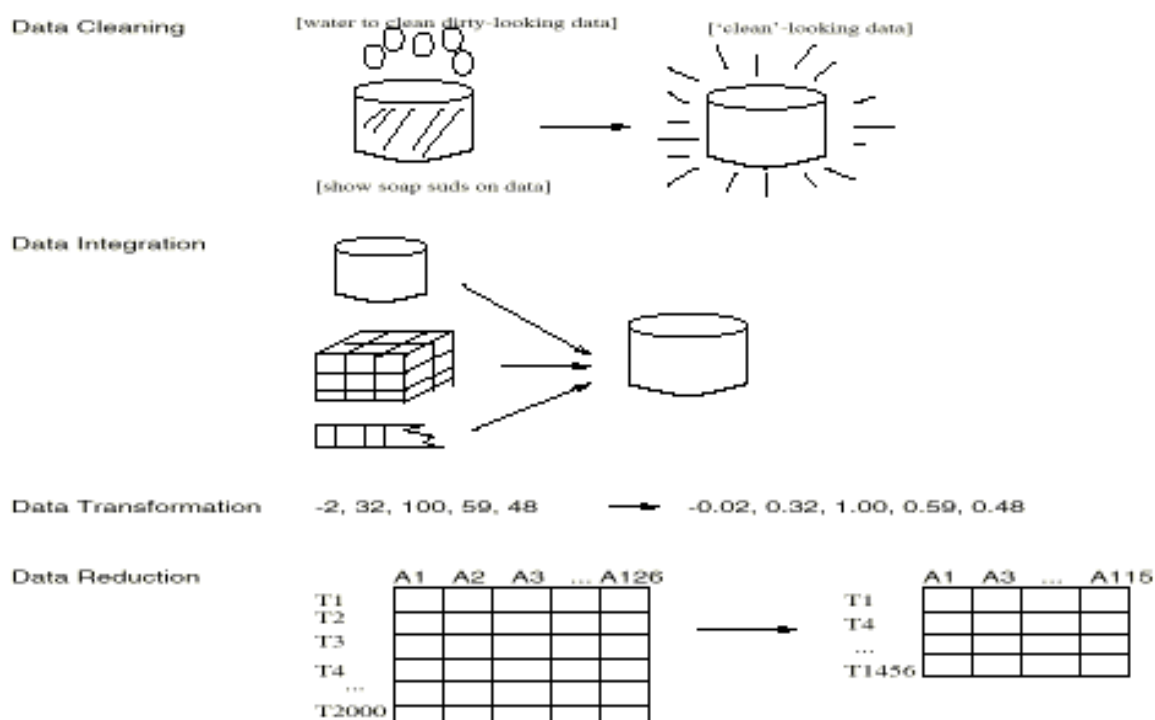 Data Cleaning
[water to clean dirty-looking data]
['clean'-looking data]
[show soap suds on data]
Data Integration
Data Transformation -2, 32, 100, 59, 48 -0.02, 0.32, 1.00, 0.59, 0.48
Data Reduction
A1 A2 A3 ... A126
T1
T2
T3
T4
...
T2000
A1 A3 ... A115
T1
T4
...
T1456